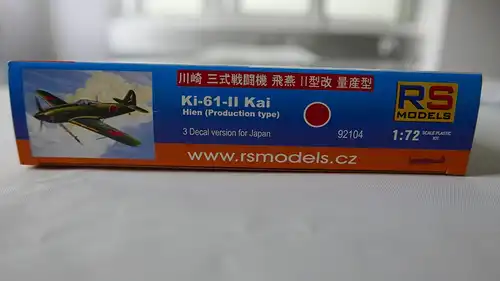 川崎 三式戦闘機 飛燕 II型改 量産型
Ki-61-II Kai
Hien (Production type)
3 Decal version for Japan
92104
RS
MODELS
1:72 SCALE PLASTIC KIT
www.rsmodels.cz